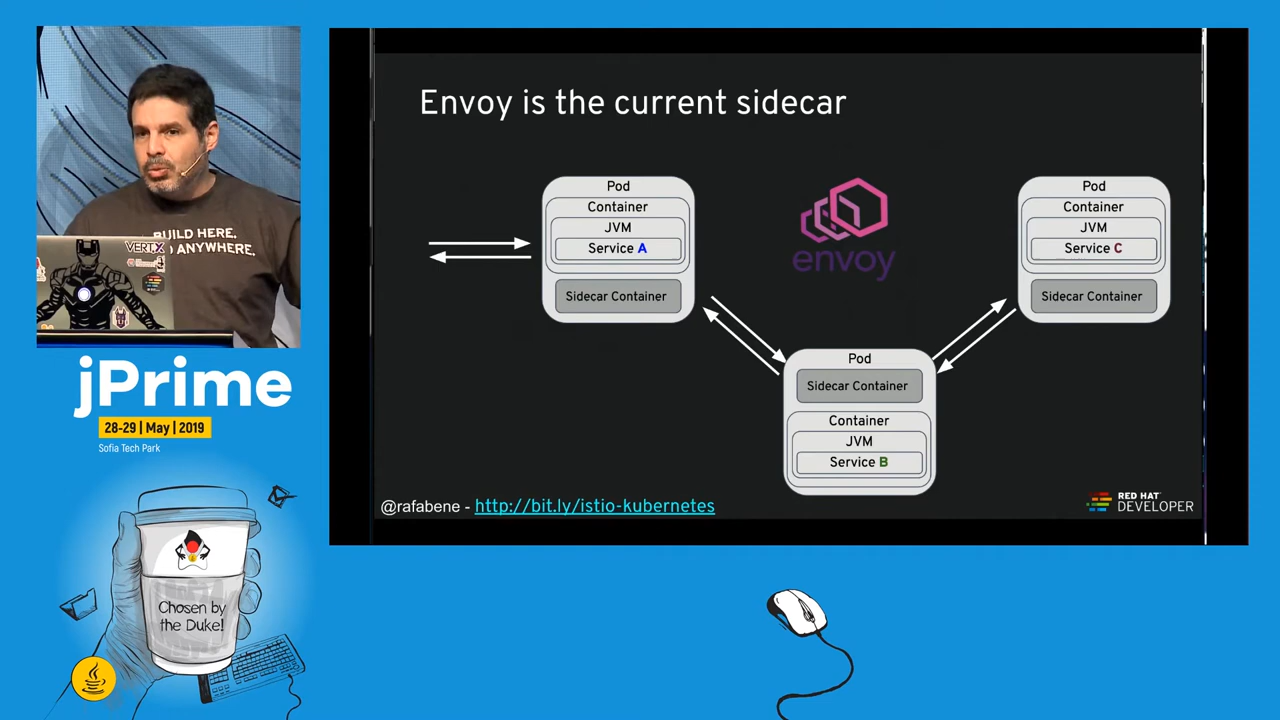 BUILD HERE.
O ANYWHERE.
VERTX
jPrime
28-29 | May | 2019
Sofia Tech Park
Chosen by
the Duke!
Envoy is the current sidecar
Pod
Container
JVM
Service A
Sidecar Container
envoy
Pod
Container
JVM
Service C
Sidecar Container
Pod
Sidecar Container
Container
JVM
Service B
@rafabene - http://bit.ly/istio-kubernetes
RED HAT
DEVELOPER